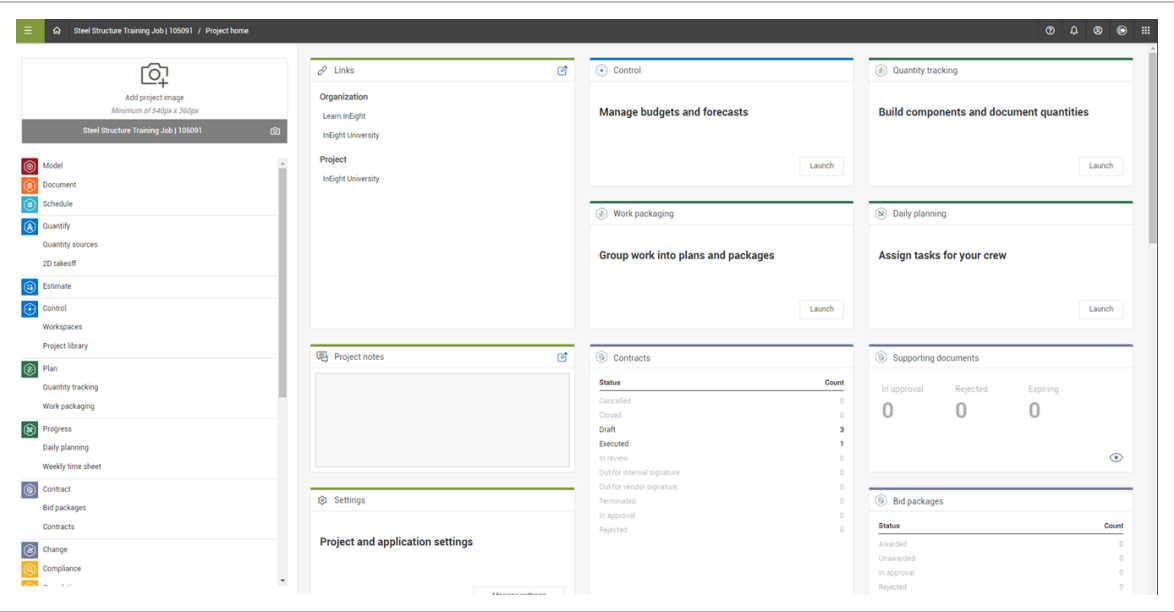 Steel Structure Training Job | 105091 / Project home
Add project image
Minimum of 540px x 360px
Steel Structure Training Job | 105091
Model
Document
Schedule
Quantify
Quantity sources
2D takeoff
Estimate
Control
Workspaces
Project library
Plan
Quantity tracking
Work packaging
Progress
Daily planning
Weekly time sheet
Contract
Bid packages
Contracts
Change
Compliance
Links
Organization
Learn.InEight
InEight University
Project
InEight University
Project notes
Settings
Project and application settings
Manage settings
Control
Manage budgets and forecasts
Launch
Work packaging
Group work into plans and packages
Launch
Contracts
Status Count
Cancelled 0
Closed 0
Draft 3
Executed 1
In review 0
Out for internal signature 0
Out for vendor signature 0
Terminated 0
In approval 0
Rejected 0
Quantity tracking
Build components and document quantities
Launch
Daily planning
Assign tasks for your crew
Launch
Supporting documents
In approval Rejected Expiring
0 0 0
Bid packages
Status Count
Awarded 0
Unawarded 0
In approval 0
Rejected 0